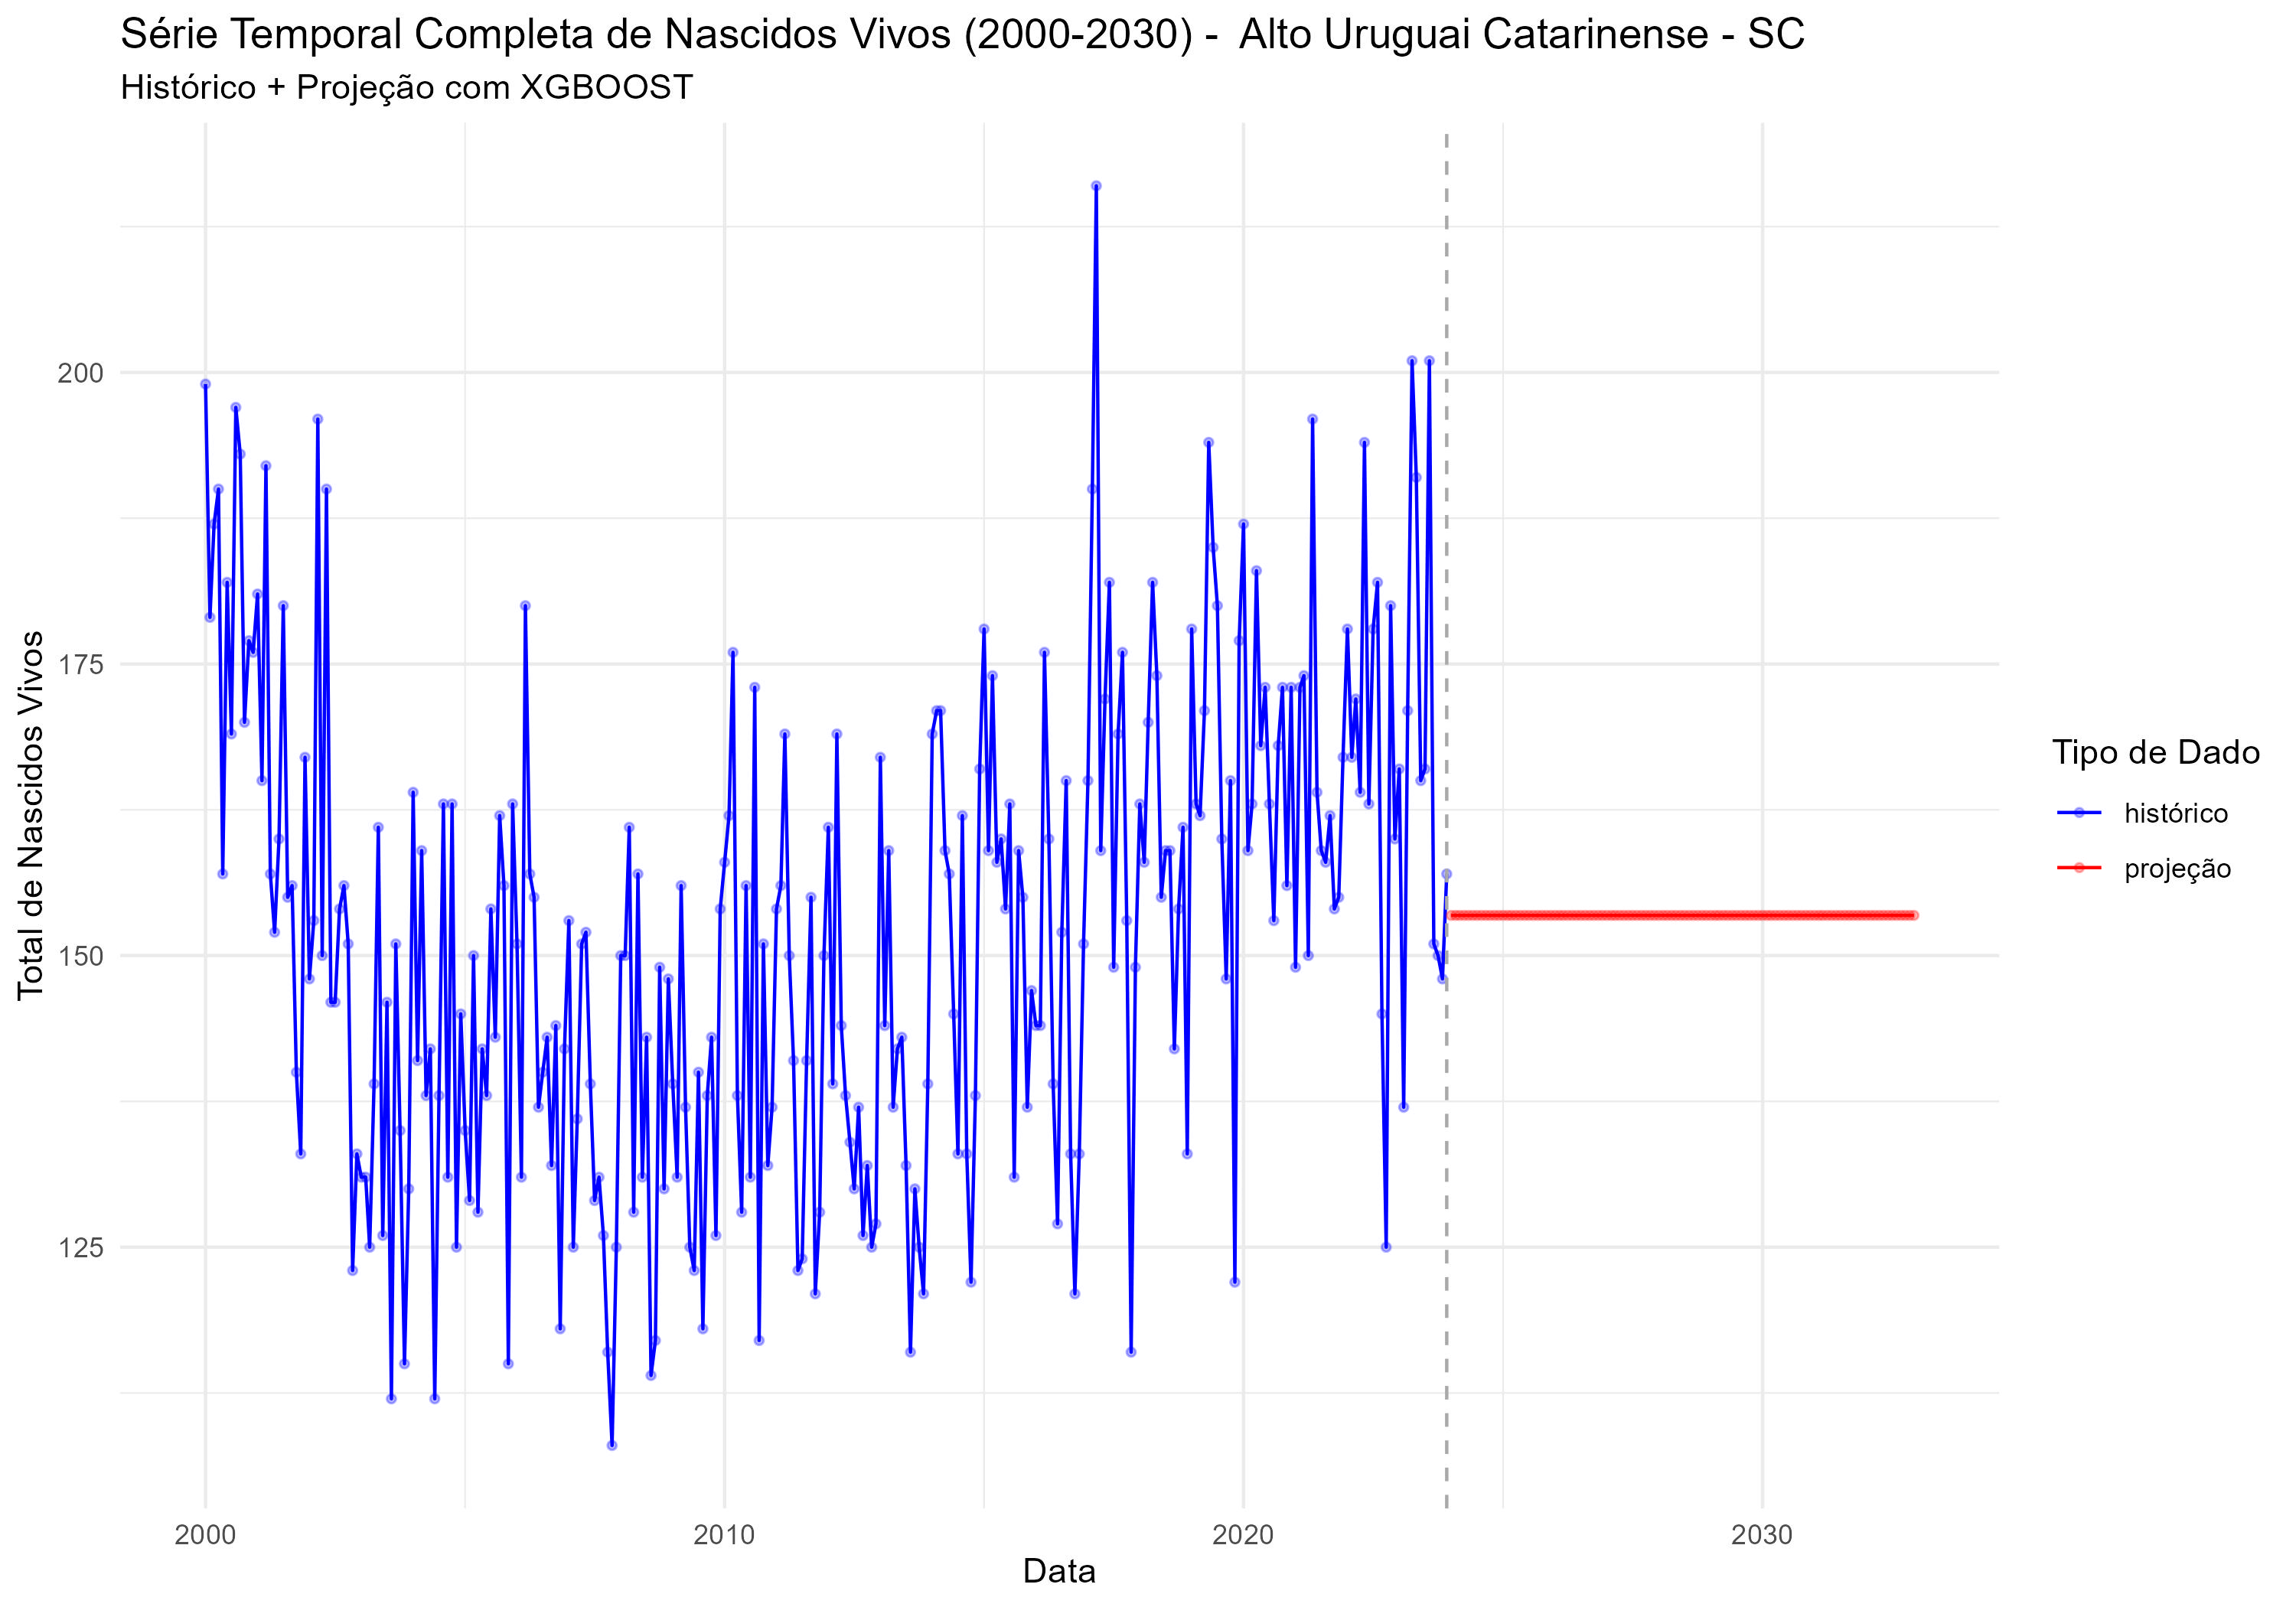 Série Temporal Completa de Nascidos Vivos (2000-2030) -  Alto Uruguai Catarinense - SC
Histórico + Projeção com XGBOOST
Total de Nascidos Vivos
200
175
150
125
2000
2010
2020
2030
Data
Tipo de Dado
histórico
projeção